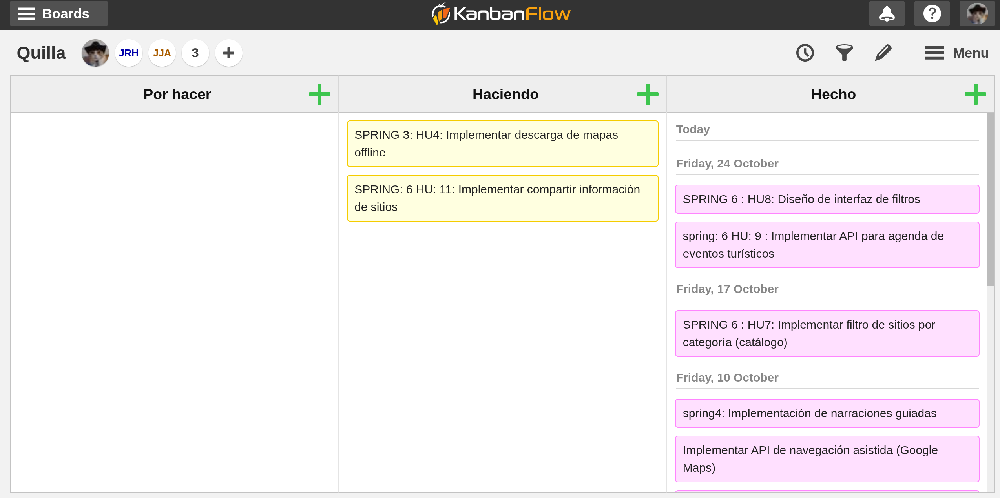 Boards
KanbanFlow
Quilla
JRH
JJA
3
Menu
Por hacer
Haciendo
Hecho
SPRING 3: HU4: Implementar descarga de mapas
offline
SPRING: 6 HU: 11: Implementar compartir información
de sitios
Today
Friday, 24 October
SPRING 6 : HU8: Diseño de interfaz de filtros
spring: 6 HU: 9 : Implementar API para agenda de
eventos turísticos
Friday, 17 October
SPRING 6 : HU7: Implementar filtro de sitios por
categoría (catálogo)
Friday, 10 October
spring4: Implementación de narraciones guiadas
Implementar API de navegación asistida (Google
Maps)